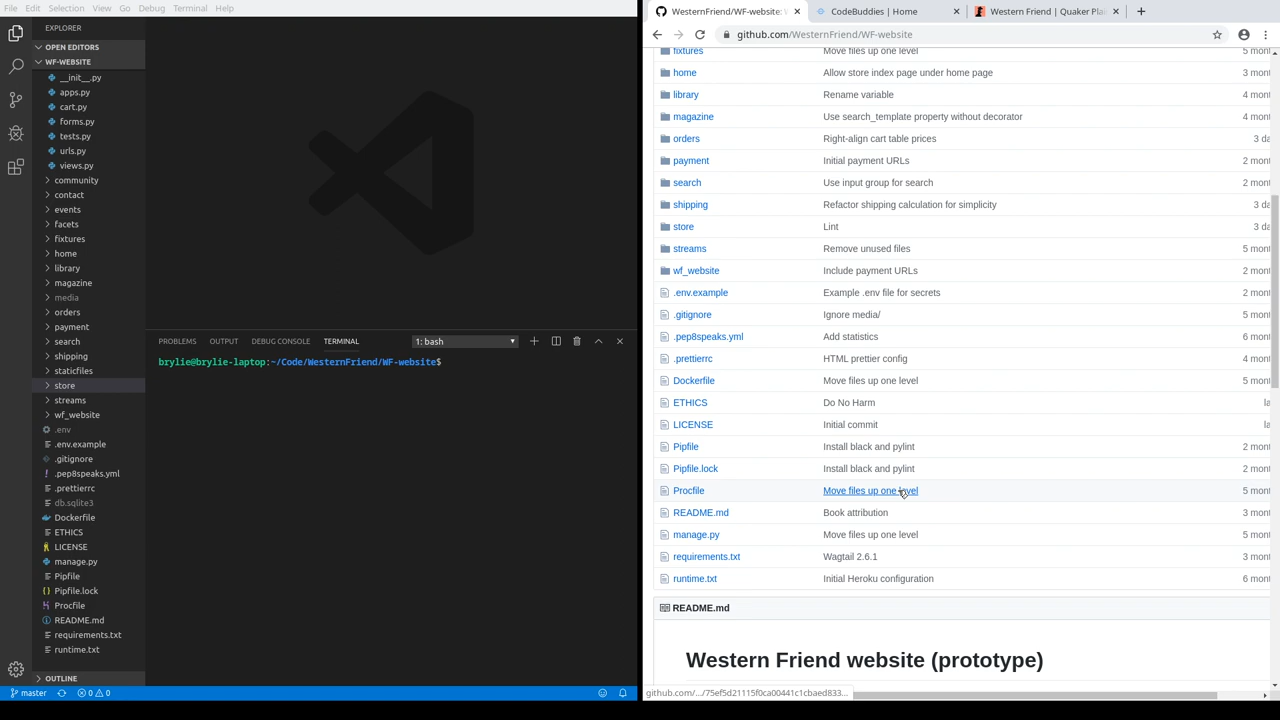 File Edit Selection View Go Debug Terminal Help
EXPLORER
OPEN EDITORS
WF-WEBSITE
__init__.py
apps.py
cart.py
forms.py
tests.py
urls.py
views.py
community
contact
events
facets
fixtures
home
library
magazine
media
orders
payment
search
shipping
staticfiles
store
streams
wf_website
.env
.env.example
.gitignore
.pep8speaks.yml
.prettierrc
db.sqlite3
Dockerfile
ETHICS
LICENSE
manage.py
Pipfile
Pipfile.lock
Procfile
README.md
requirements.txt
runtime.txt
OUTLINE
master 0 0
PROBLEMS OUTPUT DEBUG CONSOLE TERMINAL 1: bash
brylie@brylie-laptop:~/Code/WesternFriend/WF-website$
WesternFriend/WF-website: CodeBuddies | Home Western Friend | Quaker Plai
github.com/WesternFriend/WF-website
fixtures Move files up one level 5 mont
home Allow store index page under home page 3 mont
library Rename variable 4 mont
magazine Use search_template property without decorator 4 mont
orders Right-align cart table prices 3 da
payment Initial payment URLs 2 mont
search Use input group for search 2 mont
shipping Refactor shipping calculation for simplicity 3 da
store Lint 3 da
streams Remove unused files 5 mont
wf_website Include payment URLs 2 mont
.env.example Example .env file for secrets 2 mont
.gitignore Ignore media/ 5 mont
.pep8speaks.yml Add statistics 6 mont
.prettierrc HTML prettier config 4 mont
Dockerfile Move files up one level 5 mont
ETHICS Do No Harm la
LICENSE Initial commit la
Pipfile Install black and pylint 2 mont
Pipfile.lock Install black and pylint 2 mont
Procfile Move files up one level 5 mont
README.md Book attribution 3 mont
manage.py Move files up one level 5 mont
requirements.txt Wagtail 2.6.1 3 mont
runtime.txt Initial Heroku configuration 6 mont
README.md
Western Friend website (prototype)
github.com/.../75ef5d21115f0ca00441c1cbaed833...